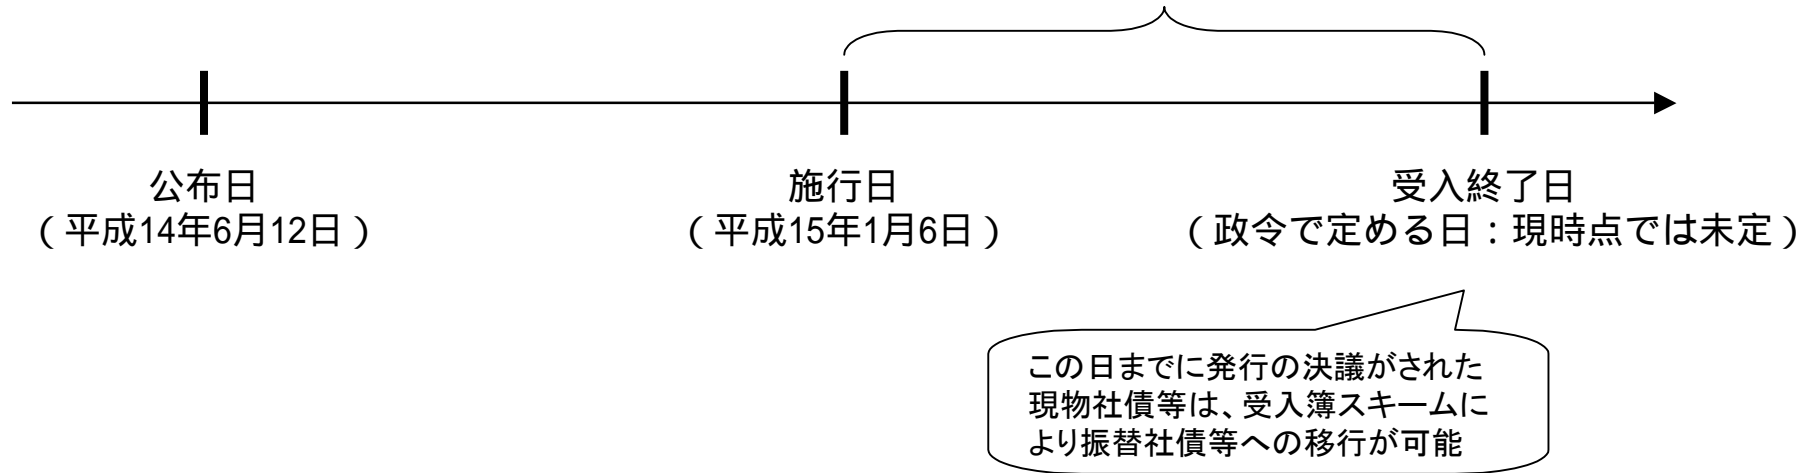 公布日
(平成14年6月12日)
施行日
(平成15年1月6日)
受入終了日
(政令で定める日:現時点では未定)
この日までに発行の決議がされた
現物社債等は、受入簿スキームに
より振替社債等への移行が可能